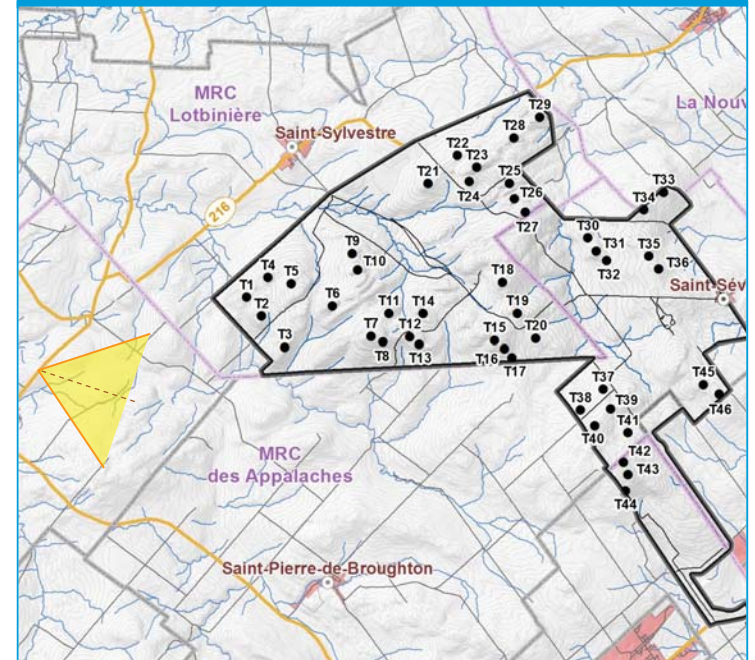 MRC
Lotbinière
La Nouv
T29
T28
Saint-Sylvestre
T22
T23
T21
T24
T25
T26
T27
T33
T34
216
T30
T31
T32
T35
T36
T9
T10
T4
T5
T1
T2
T6
T3
T18
T19
T20
T11
T14
T7
T12
T8
T13
T15
T16
T17
Saint-Sév
T37
T38
T39
T40
T41
T45
T46
T42
T43
T44
MRC
des Appalaches
Saint-Pierre-de-Broughton